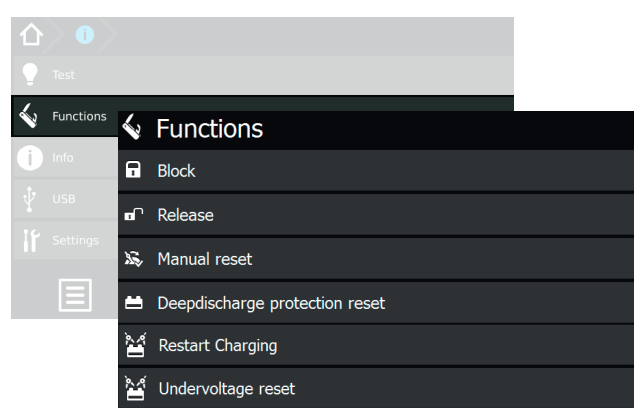 Test
Functions
Info
USB
Settings
Functions
Block
Release
Manual reset
Deepdischarge protection reset
Restart Charging
Undervoltage reset